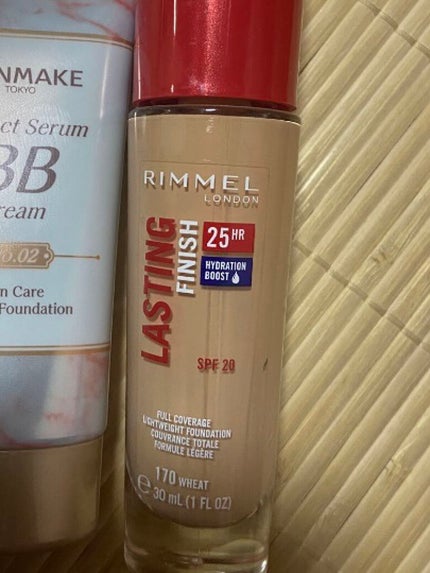 NMAKE
TOKYO
ct Serum
BB
ream
o.02
n Care
Foundation
RIMMEL
LONDON
LASTING
FINISH
25 HR
HYDRATION
BOOST
SPF 20
FULL COVERAGE
LIGHTWEIGHT FOUNDATION
COUVRANCE TOTALE
FORMULE LÉGÈRE
170 WHEAT
e 30 mL (1 FL OZ)